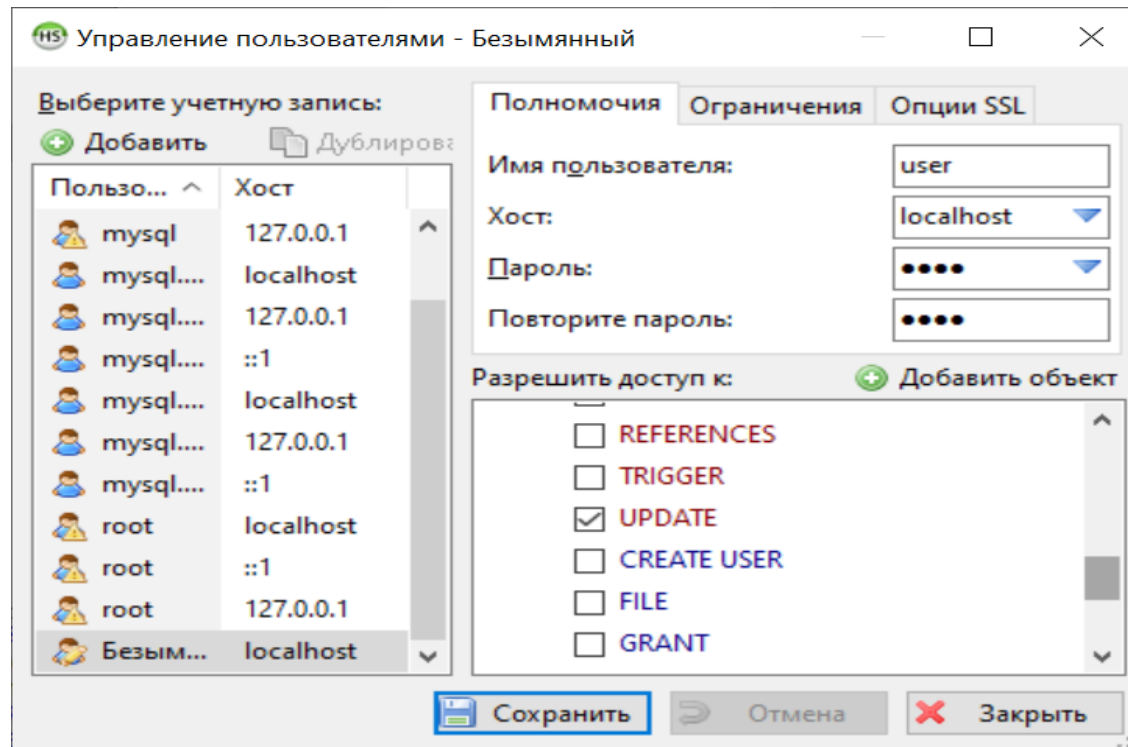 HS Управление пользователями - Безымянный
Выберите учетную запись:
Добавить Дублирова
Пользо... Хост
mysql 127.0.0.1
mysql.... localhost
mysql.... 127.0.0.1
mysql.... ::1
mysql.... localhost
mysql.... 127.0.0.1
mysql.... ::1
root localhost
root ::1
root 127.0.0.1
Безым... localhost
Полномочия Ограничения Опции SSL
Имя пользователя: user
Хост: localhost
Пароль: ●●●●
Повторите пароль: ●●●●
Разрешить доступ к: Добавить объект
REFERENCES
TRIGGER
UPDATE
CREATE USER
FILE
GRANT
Сохранить Отмена Закрыть